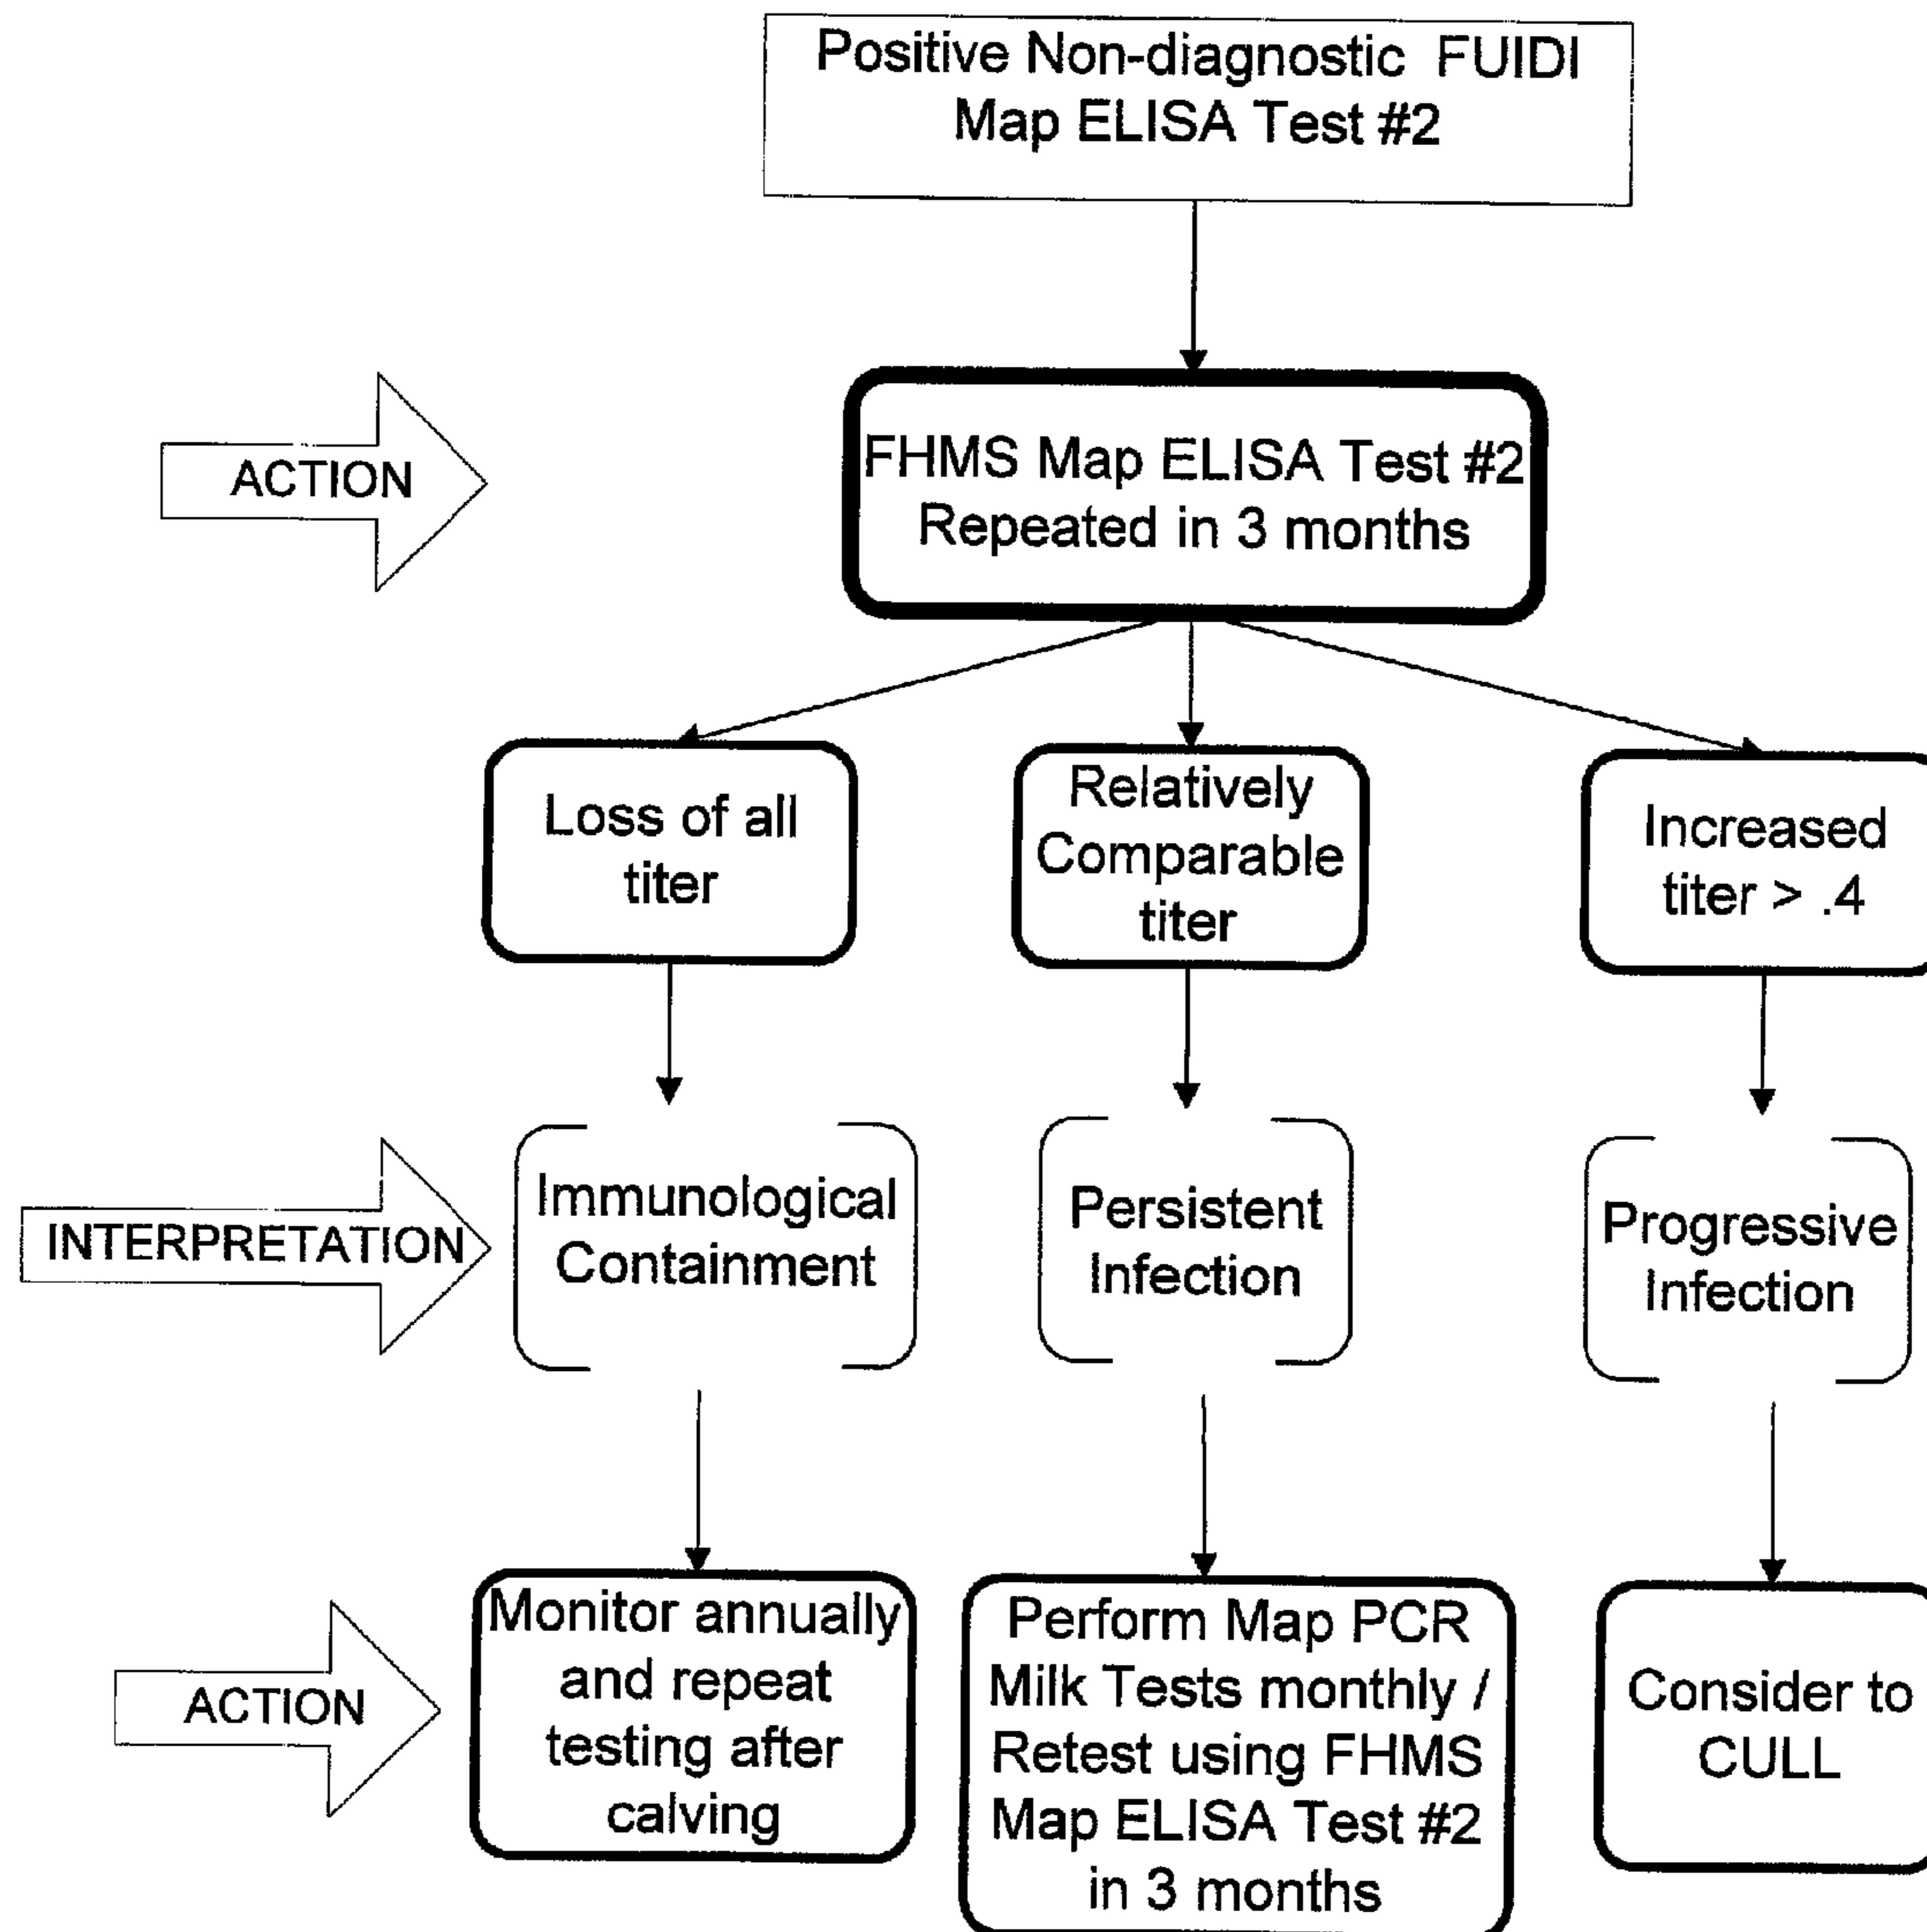 Positive Non-diagnostic FUIDI
Map ELISA Test #2
ACTION
FHMS Map ELISA Test #2
Repeated in 3 months
Loss of all
titer
Relatively
Comparable
titer
Increased
titer > .4
INTERPRETATION
Immunological
Containment
Persistent
Infection
Progressive
Infection
ACTION
Monitor annually
and repeat
testing after
calving
Perform Map PCR
Milk Tests monthly /
Retest using FHMS
Map ELISA Test #2
in 3 months
Consider to
CULL